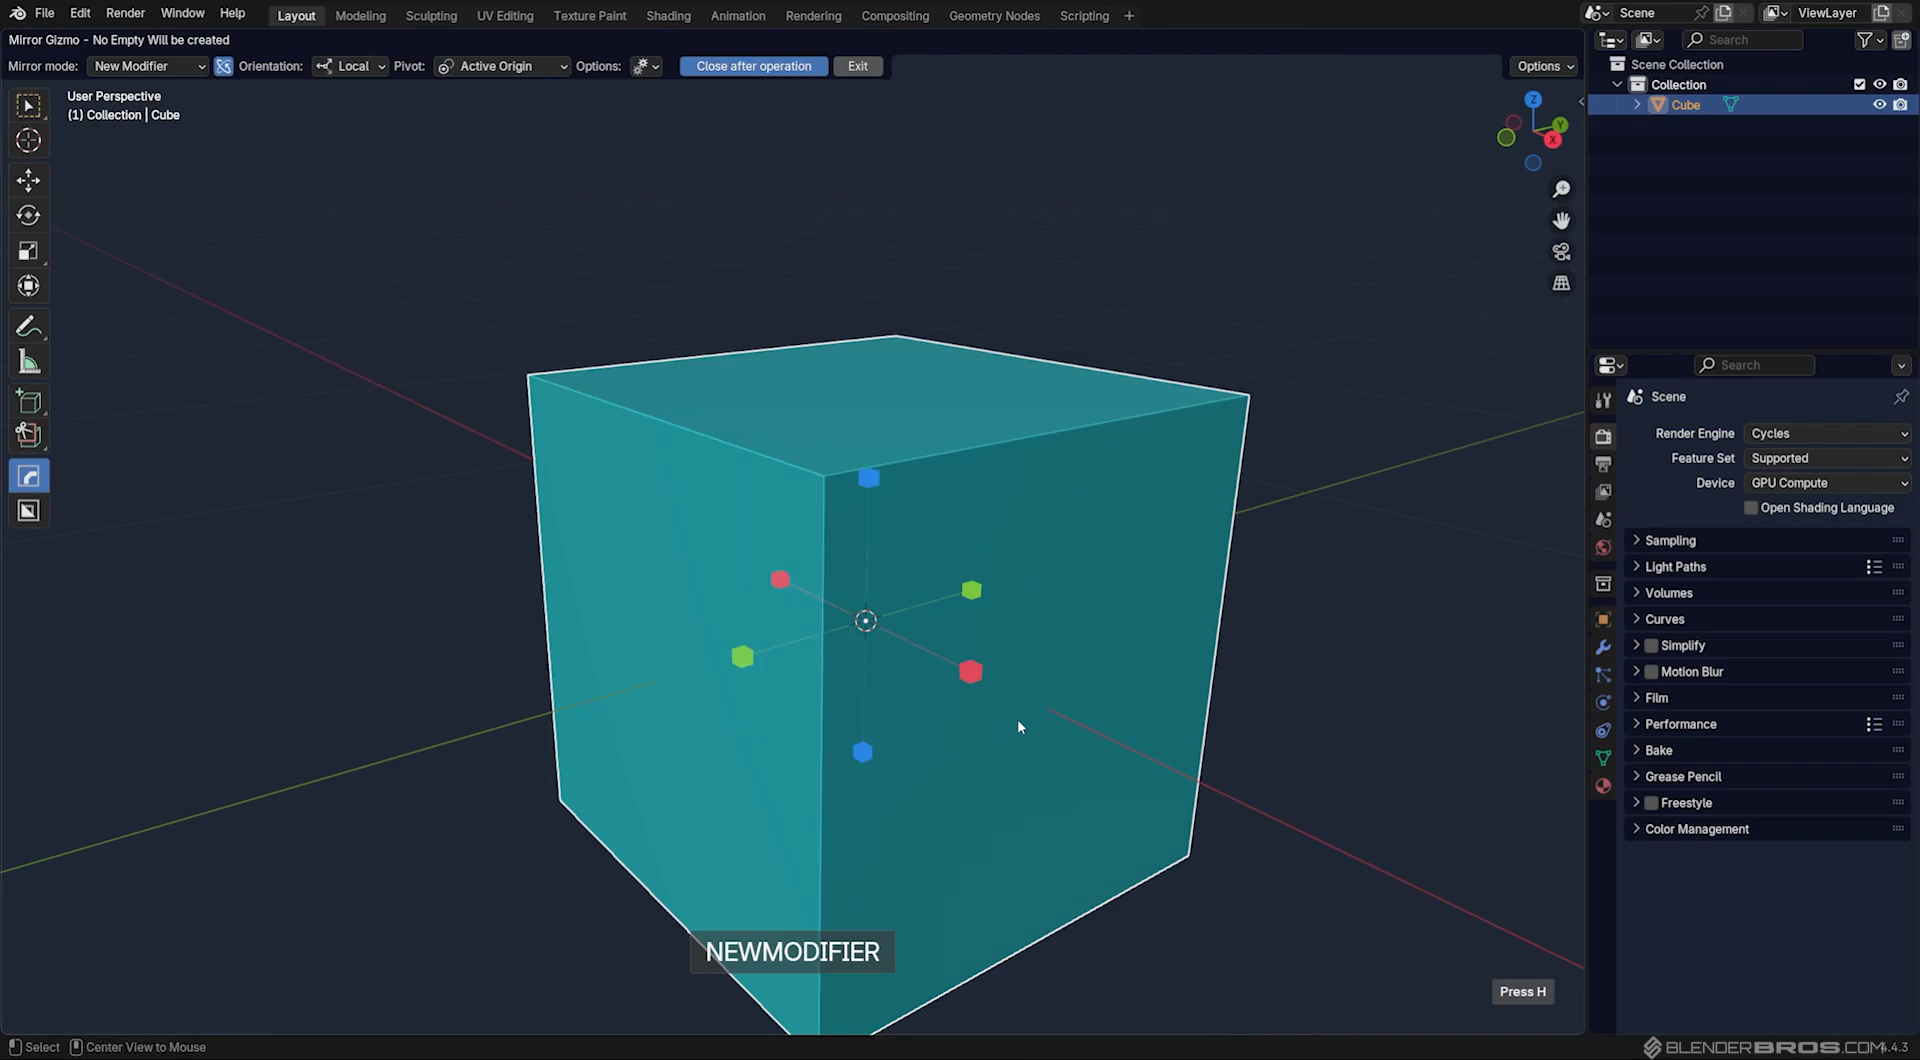 File Edit Render Window Help Layout Modeling Sculpting UV Editing Texture Paint Shading Animation Rendering Compositing Geometry Nodes Scripting + Scene ViewLayer
Mirror Gizmo - No Empty Will be created
Search
Mirror mode: New Modifier Orientation: Local Pivot: Active Origin Options: Close after operation Exit Options
Scene Collection
Collection
Cube
User Perspective
(1) Collection | Cube
Z
Y
X
Search
Scene
Render Engine Cycles
Feature Set Supported
Device GPU Compute
Open Shading Language
Sampling
Light Paths
Volumes
Curves
Simplify
Motion Blur
Film
Performance
Bake
Grease Pencil
Freestyle
Color Management
NEWMODIFIER
Press H
Select Center View to Mouse
BLENDERBROS.COM 4.4.3